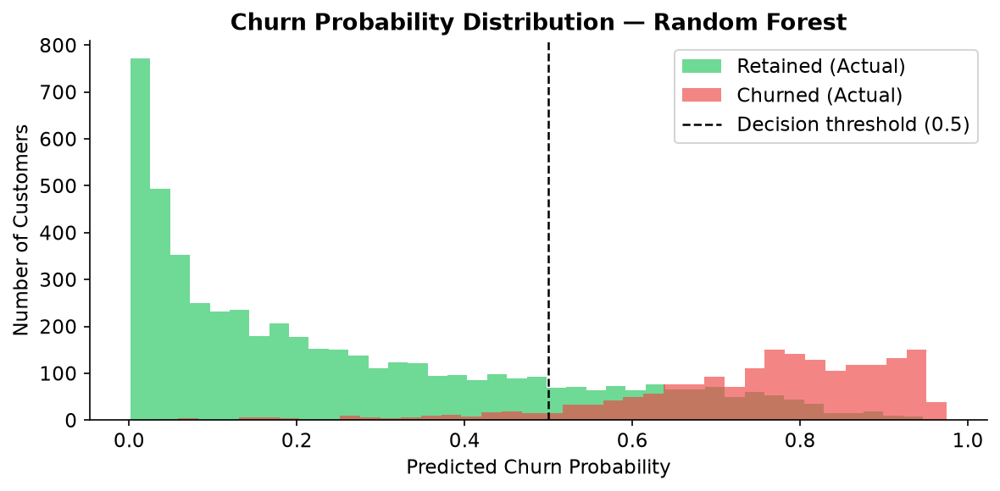 Churn Probability Distribution — Random Forest
Number of Customers
800
700
600
500
400
300
200
100
0
Retained (Actual)
Churned (Actual)
Decision threshold (0.5)
0.0 0.2 0.4 0.6 0.8 1.0
Predicted Churn Probability